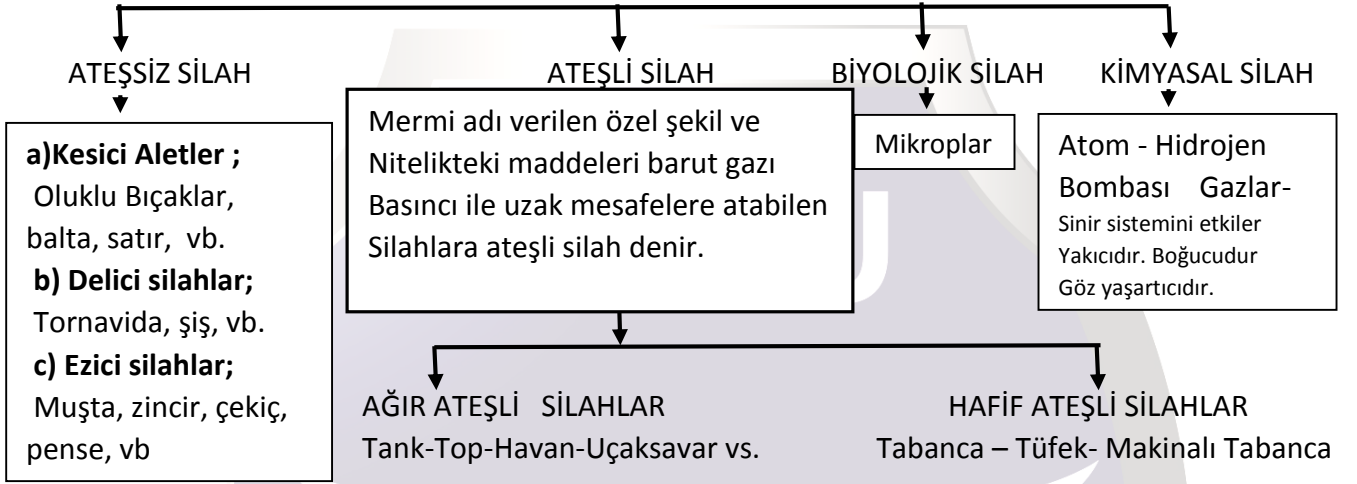 ATEŞSİZ SİLAH
a)Kesici Aletler ;
Oluklu Bıçaklar,
balta, satır, vb.
b) Delici silahlar;
Tornavida, şiş, vb.
c) Ezici silahlar;
Muşta, zincir, çekiç,
pense, vb
ATEŞLİ SİLAH
Mermi adı verilen özel şekil ve
Nitelikteki maddeleri barut gazı
Basıncı ile uzak mesafelere atabilen
Silahlara ateşli silah denir.
BİYOLOJİK SİLAH
Mikroplar
KİMYASAL SİLAH
Atom - Hidrojen
Bombası Gazlar-
Sinir sistemini etkiler
Yakıcıdır. Boğucudur
Göz yaşartıcıdır.
AĞIR ATEŞLİ SİLAHLAR
Tank-Top-Havan-Uçaksavar vs.
HAFİF ATEŞLİ SİLAHLAR
Tabanca – Tüfek- Makinalı Tabanca